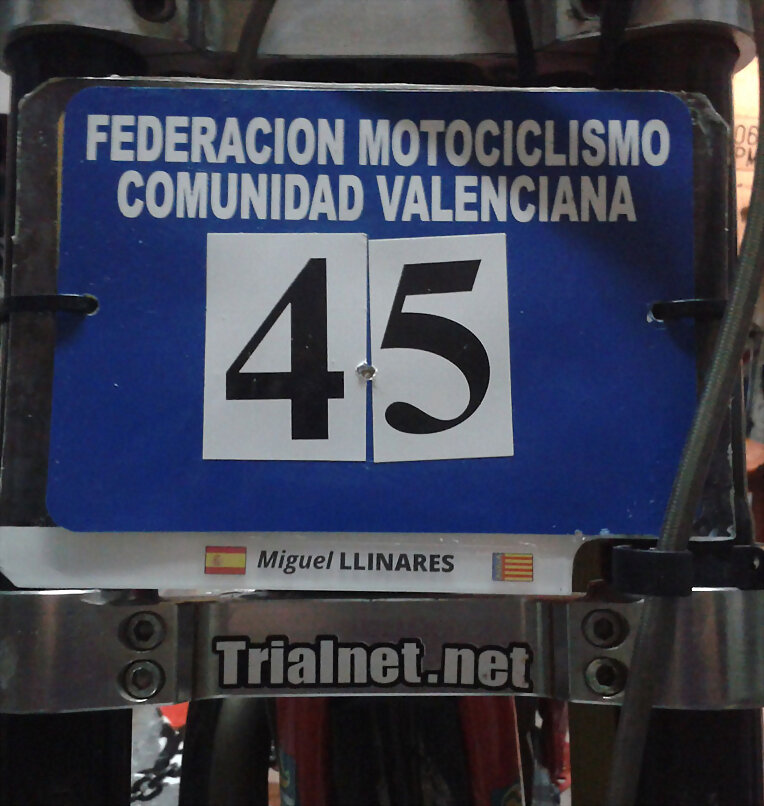 FEDERACION MOTOCICLISMO
COMUNIDAD VALENCIANA
45
Miguel LLINARES
Trialnet.net